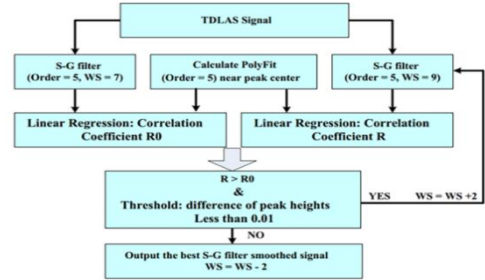 TDLAS Signal
S-G filter
(Order = 5, WS = 7)
Calculate PolyFit
(Order = 5) near peak center
S-G filter
(Order = 5, WS = 9)
Linear Regression: Correlation
Coefficient R0
Linear Regression: Correlation
Coefficient R
R > R0
&
Threshold: difference of peak heights
Less than 0.01
YES
WS = WS +2
NO
Output the best S-G filter smoothed signal
WS = WS - 2